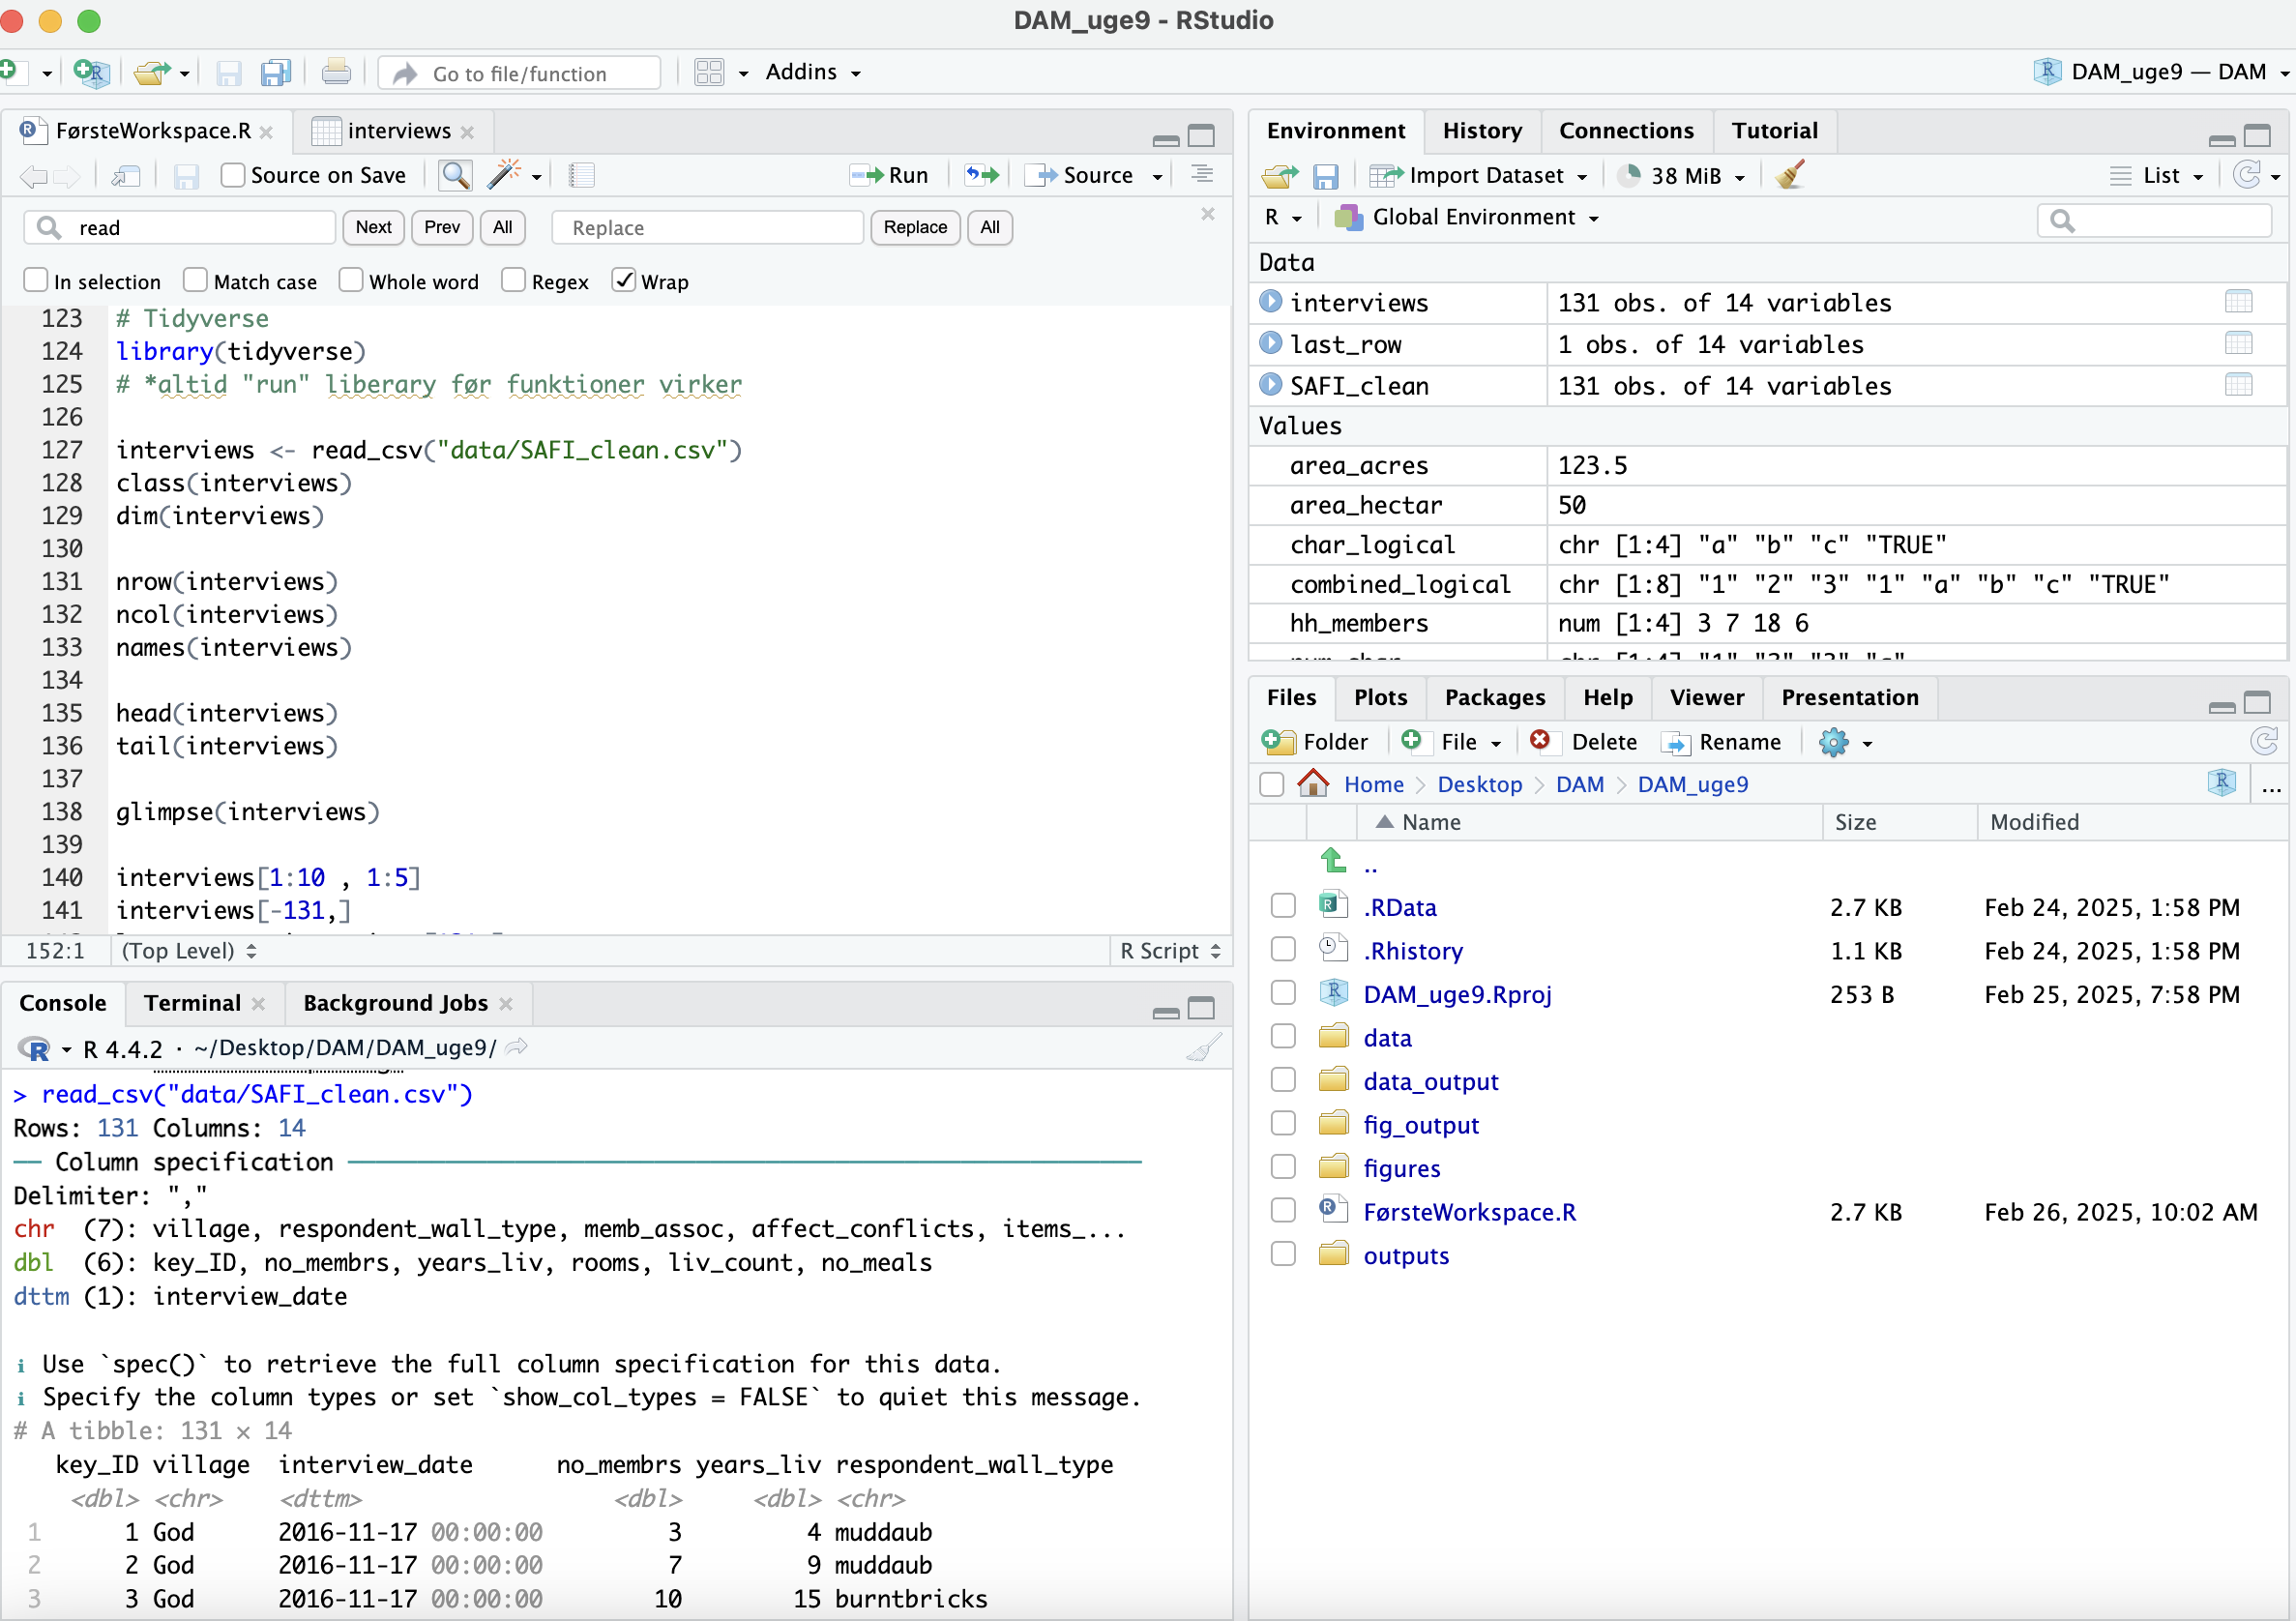 DAM_uge9 - RStudio
Go to file/function
Addins
DAM_uge9 — DAM
FørsteWorkspace.R
interviews
Source on Save
Run
Source
read
Next
Prev
All
Replace
Replace
All
In selection
Match case
Whole word
Regex
Wrap
123 # Tidyverse
124 library(tidyverse)
125 # *altid "run" liberary før funktioner virker
126
127 interviews <- read_csv("data/SAFI_clean.csv")
128 class(interviews)
129 dim(interviews)
130
131 nrow(interviews)
132 ncol(interviews)
133 names(interviews)
134
135 head(interviews)
136 tail(interviews)
137
138 glimpse(interviews)
139
140 interviews[1:10 , 1:5]
141 interviews[-131,]
152:1
(Top Level)
R Script
Console
Terminal
Background Jobs
R 4.4.2 · ~/Desktop/DAM/DAM_uge9/
> read_csv("data/SAFI_clean.csv")
Rows: 131 Columns: 14
── Column specification ──
Delimiter: ","
chr (7): village, respondent_wall_type, memb_assoc, affect_conflicts, items_...
dbl (6): key_ID, no_membrs, years_liv, rooms, liv_count, no_meals
dttm (1): interview_date
i Use `spec()` to retrieve the full column specification for this data.
i Specify the column types or set `show_col_types = FALSE` to quiet this message.
# A tibble: 131 × 14
key_ID village interview_date no_membrs years_liv respondent_wall_type
<dbl> <chr> <dttm> <dbl> <dbl> <chr>
1 1 God 2016-11-17 00:00:00 3 4 muddaub
2 2 God 2016-11-17 00:00:00 7 9 muddaub
3 3 God 2016-11-17 00:00:00 10 15 burntbricks
Environment
History
Connections
Tutorial
Import Dataset
38 MiB
List
R
Global Environment
Data
interviews 131 obs. of 14 variables
last_row 1 obs. of 14 variables
SAFI_clean 131 obs. of 14 variables
Values
area_acres 123.5
area_hectar 50
char_logical chr [1:4] "a" "b" "c" "TRUE"
combined_logical chr [1:8] "1" "2" "3" "1" "a" "b" "c" "TRUE"
hh_members num [1:4] 3 7 18 6
Files
Plots
Packages
Help
Viewer
Presentation
Folder
File
Delete
Rename
Home
Desktop
DAM
DAM_uge9
...
Name Size Modified
..
.RData 2.7 KB Feb 24, 2025, 1:58 PM
.Rhistory 1.1 KB Feb 24, 2025, 1:58 PM
DAM_uge9.Rproj 253 B Feb 25, 2025, 7:58 PM
data
data_output
fig_output
figures
FørsteWorkspace.R 2.7 KB Feb 26, 2025, 10:02 AM
outputs